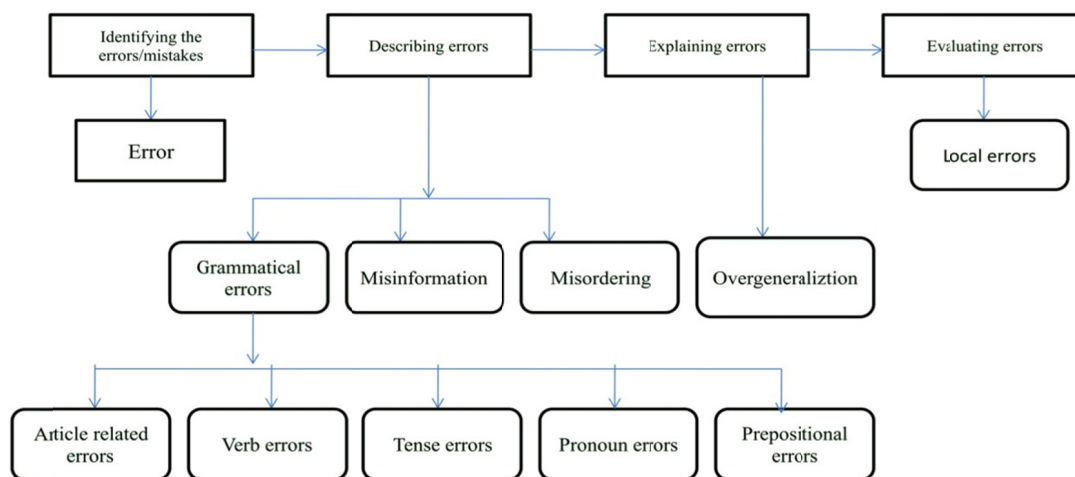 Identifying the
errors/mistakes
Describing errors
Explaining errors
Evaluating errors
Error
Local errors
Grammatical
errors
Misinformation
Misordering
Overgeneraliztion
Article related
errors
Verb errors
Tense errors
Pronoun errors
Prepositional
errors